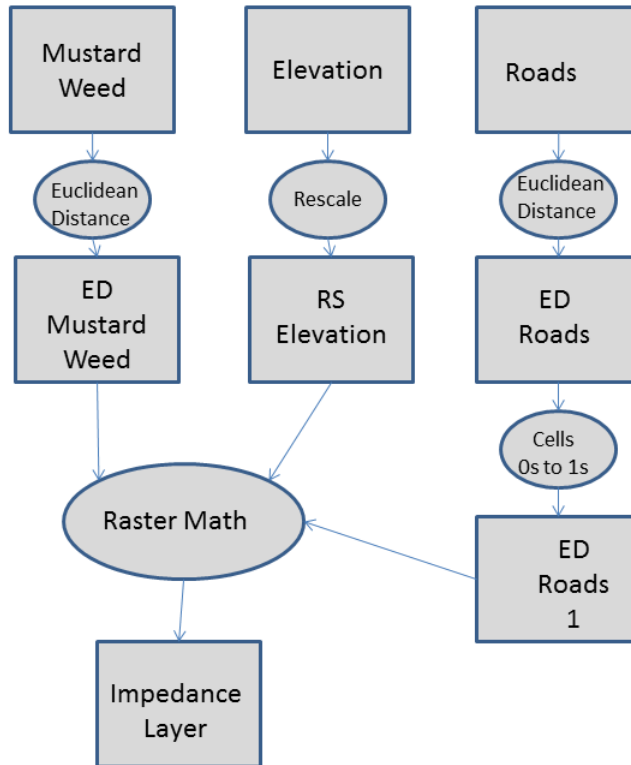 Mustard
Weed
Elevation
Roads
Euclidean
Distance
Rescale
Euclidean
Distance
ED
Mustard
Weed
RS
Elevation
ED
Roads
Cells
0s to 1s
Raster Math
ED
Roads
1
Impedance
Layer